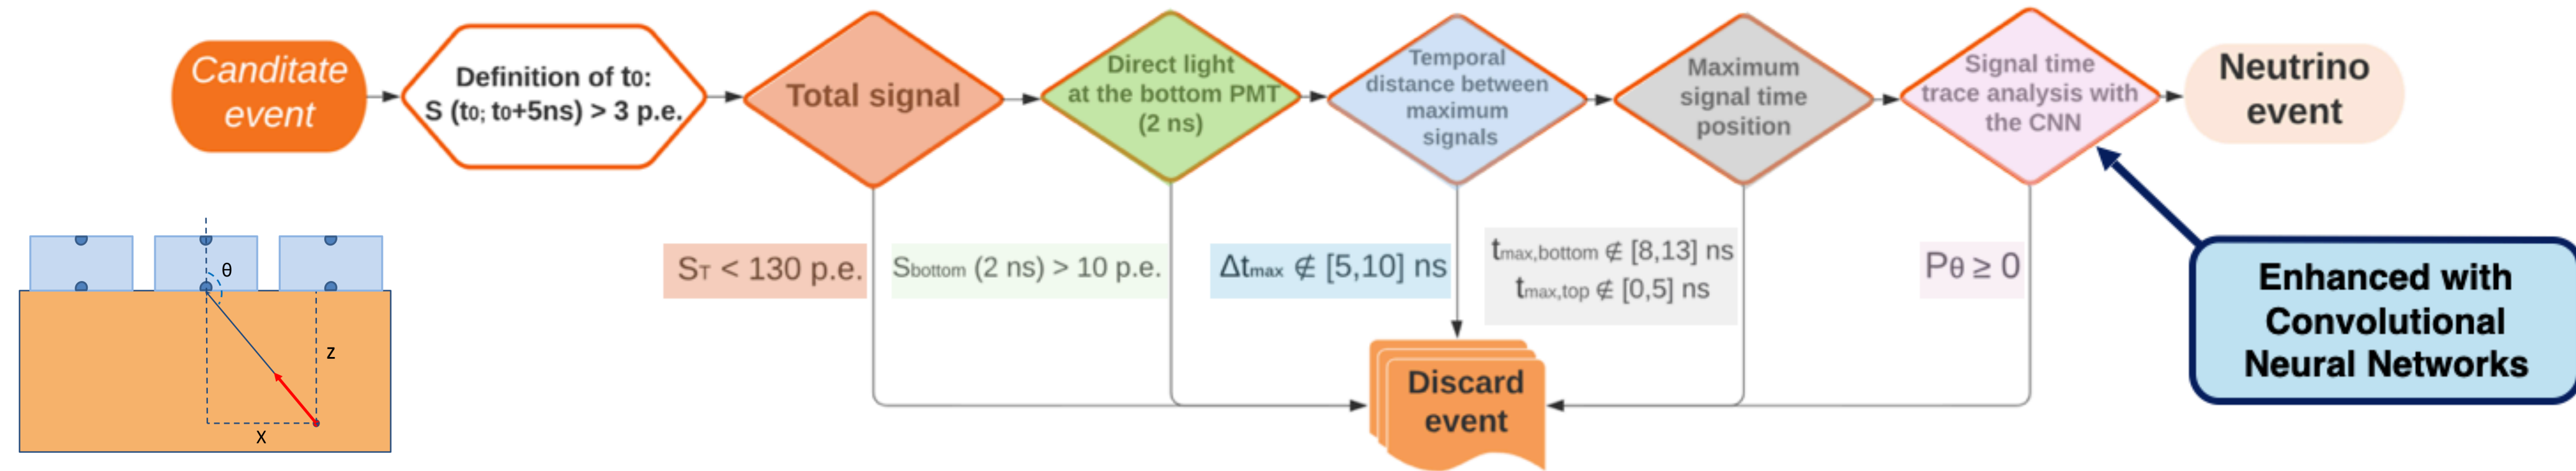 Canditate
event
Definition of t0:
S (t0; t0+5ns) > 3 p.e.
Total signal
Direct light
at the bottom PMT
(2 ns)
Temporal
distance between
maximum
signals
Maximum
signal time
position
Signal time
trace analysis with
the CNN
Neutrino
event
θ
z
X
ST < 130 p.e.
Sbottom (2 ns) > 10 p.e.
Δtmax ∉ [5,10] ns
tmax,bottom ∉ [8,13] ns
tmax,top ∉ [0,5] ns
Pθ ≥ 0
Discard
event
Enhanced with
Convolutional
Neural Networks